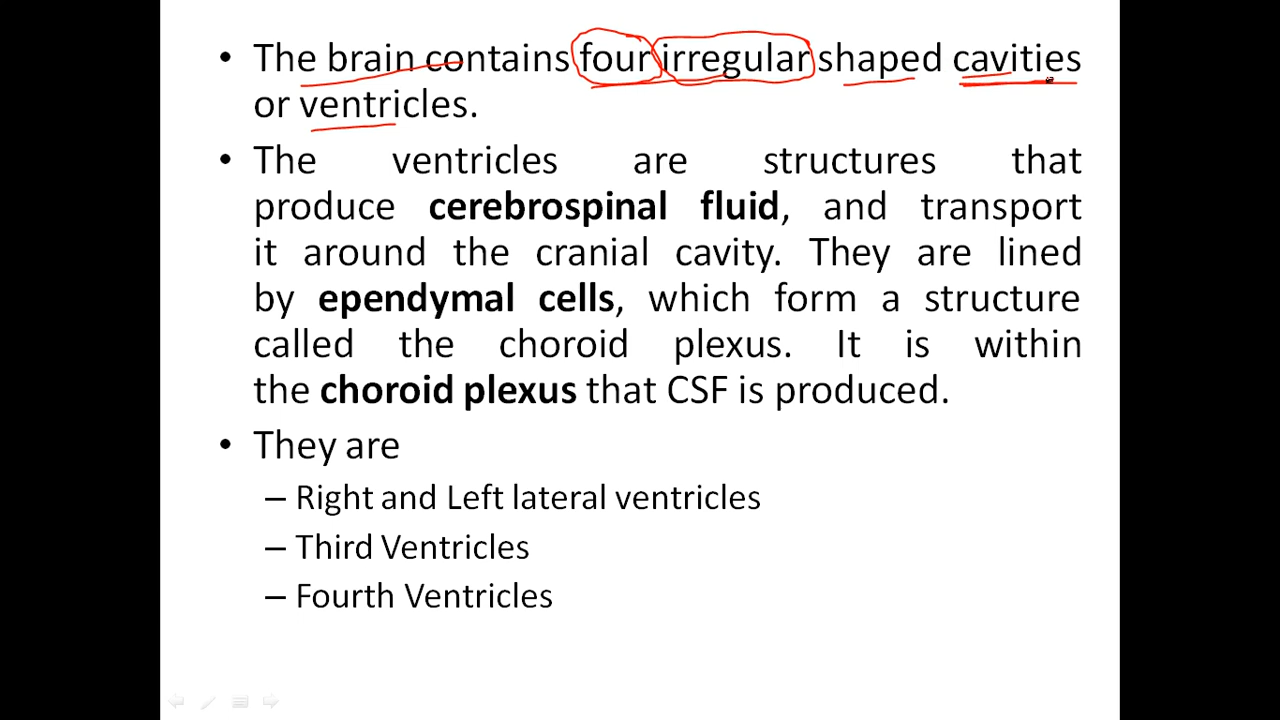 • The brain contains four irregular shaped cavities
or ventricles.
• The ventricles are structures that
produce cerebrospinal fluid, and transport
it around the cranial cavity. They are lined
by ependymal cells, which form a structure
called the choroid plexus. It is within
the choroid plexus that CSF is produced.
• They are
– Right and Left lateral ventricles
– Third Ventricles
– Fourth Ventricles